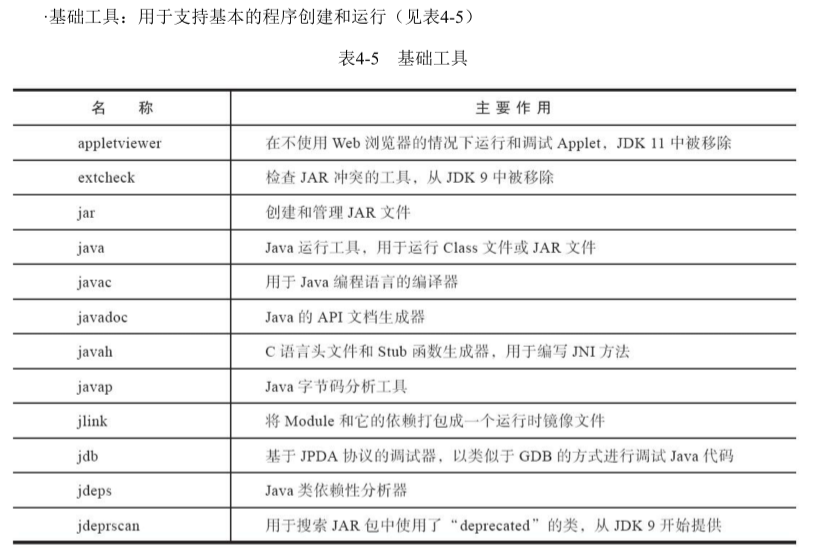 ·基础工具：用于支持基本的程序创建和运行（见表4-5）
表4-5 基础工具
名 称 主 要 作 用
appletviewer 在不使用 Web 浏览器的情况下运行和调试 Applet，JDK 11 中被移除
extcheck 检查 JAR 冲突的工具，从 JDK 9 中被移除
jar 创建和管理 JAR 文件
java Java 运行工具，用于运行 Class 文件或 JAR 文件
javac 用于 Java 编程语言的编译器
javadoc Java 的 API 文档生成器
javah C 语言头文件和 Stub 函数生成器，用于编写 JNI 方法
javap Java 字节码分析工具
jlink 将 Module 和它的依赖打包成一个运行时镜像文件
jdb 基于 JPDA 协议的调试器，以类似于 GDB 的方式进行调试 Java 代码
jdeps Java 类依赖性分析器
jdeprscan 用于搜索 JAR 包中使用了“deprecated”的类，从 JDK 9 开始提供